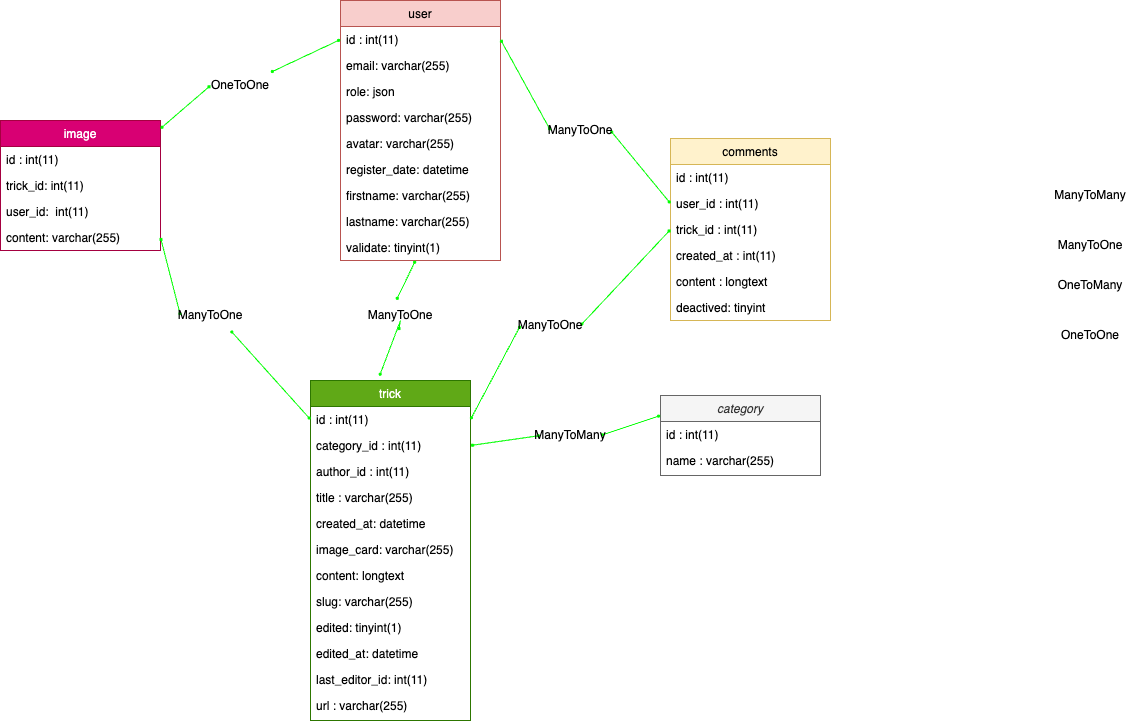 user
id : int(11)
email: varchar(255)
role: json
password: varchar(255)
avatar: varchar(255)
register_date: datetime
firstname: varchar(255)
lastname: varchar(255)
validate: tinyint(1)
OneToOne
image
id : int(11)
trick_id: int(11)
user_id:  int(11)
content: varchar(255)
ManyToOne
comments
id : int(11)
user_id : int(11)
trick_id : int(11)
created_at : int(11)
content : longtext
deactived: tinyint
ManyToMany
ManyToOne
OneToMany
OneToOne
ManyToOne
ManyToOne
ManyToOne
trick
id : int(11)
category_id : int(11)
author_id : int(11)
title : varchar(255)
created_at: datetime
image_card: varchar(255)
content: longtext
slug: varchar(255)
edited: tinyint(1)
edited_at: datetime
last_editor_id: int(11)
url : varchar(255)
ManyToMany
category
id : int(11)
name : varchar(255)